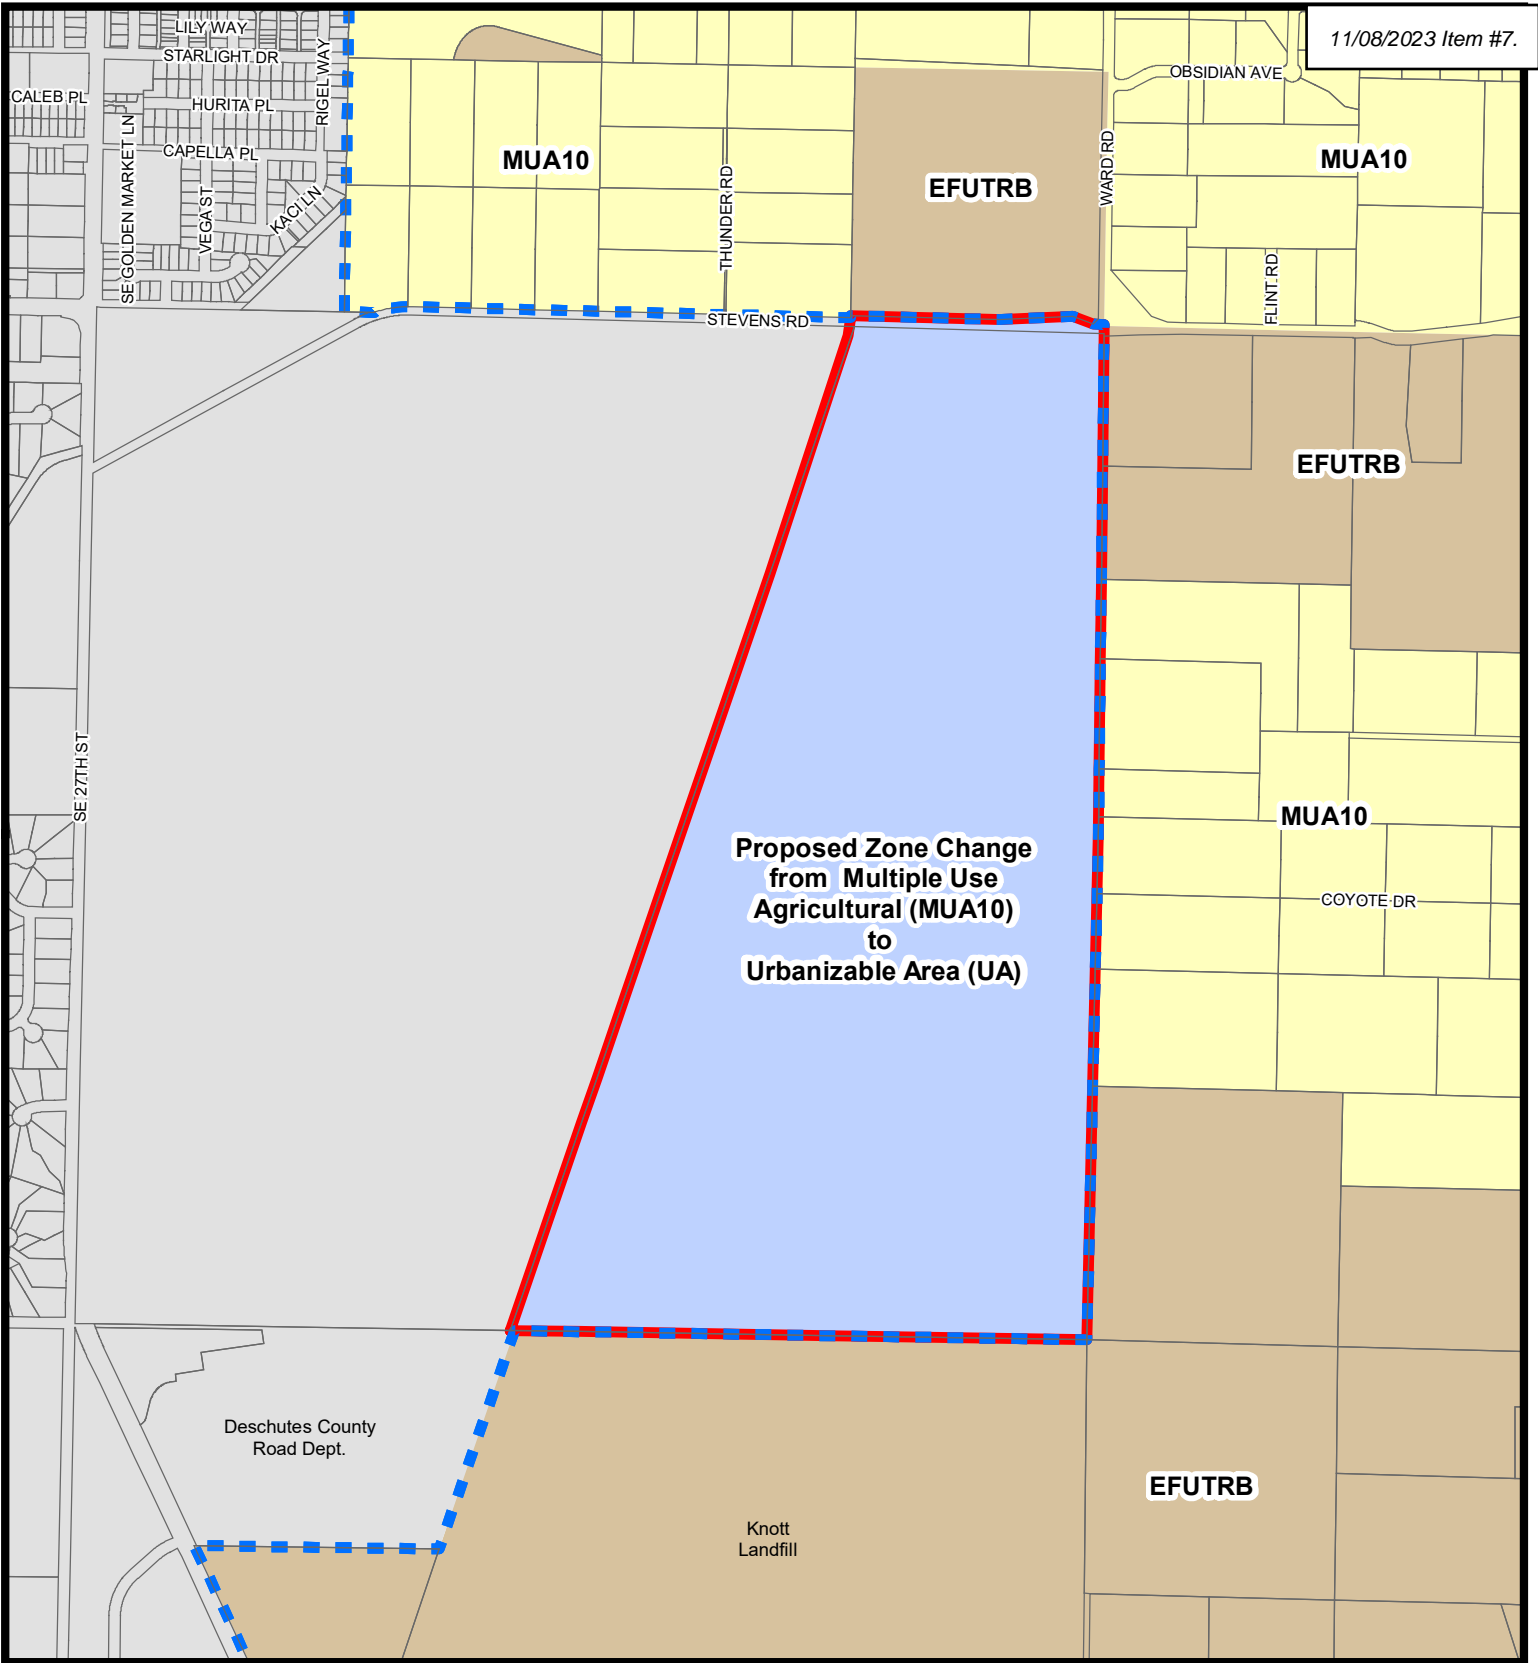 11/08/2023 Item #7.
LILY WAY
STARLIGHT DR
RIGEL WAY
OBSIDIAN AVE
CALEB PL
HURITA PL
SE GOLDEN MARKET LN
CAPELLA PL
MUA10
EFUTRB
WARD RD
MUA10
VEGA ST
KACI LN
THUNDER RD
FLINT RD
STEVENS RD
EFUTRB
SE 27TH ST
Proposed Zone Change
from Multiple Use
Agricultural (MUA10)
to
Urbanizable Area (UA)
MUA10
COYOTE DR
Deschutes County
Road Dept.
EFUTRB
Knott
Landfill